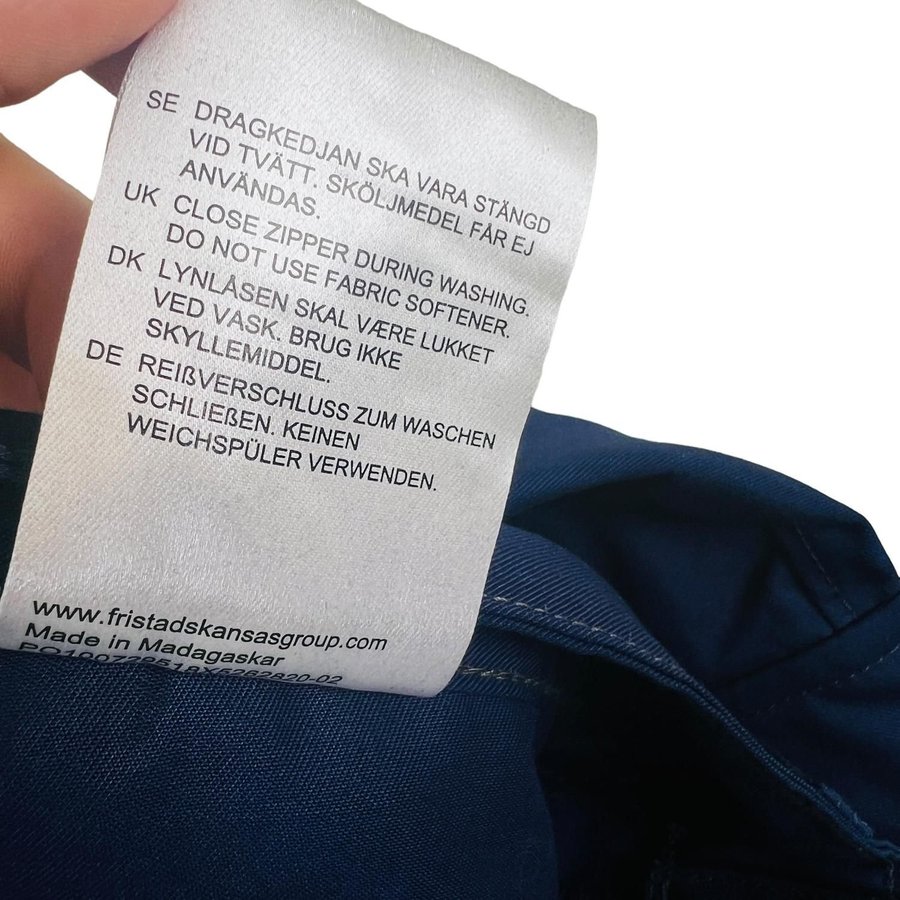 SE DRAGKEDJAN SKA VARA STÄNGD
VID TVÄTT. SKÖLJMEDEL FÅR EJ
ANVÄNDAS.
UK CLOSE ZIPPER DURING WASHING.
DO NOT USE FABRIC SOFTENER.
DK LYNLÅSEN SKAL VÆRE LUKKET
VED VASK. BRUG IKKE
SKYLLEMIDDEL.
DE REIßVERSCHLUSS ZUM WASCHEN
SCHLIEßEN. KEINEN
WEICHSPÜLER VERWENDEN.
www.fristadskansasgroup.com
Made in Madagaskar